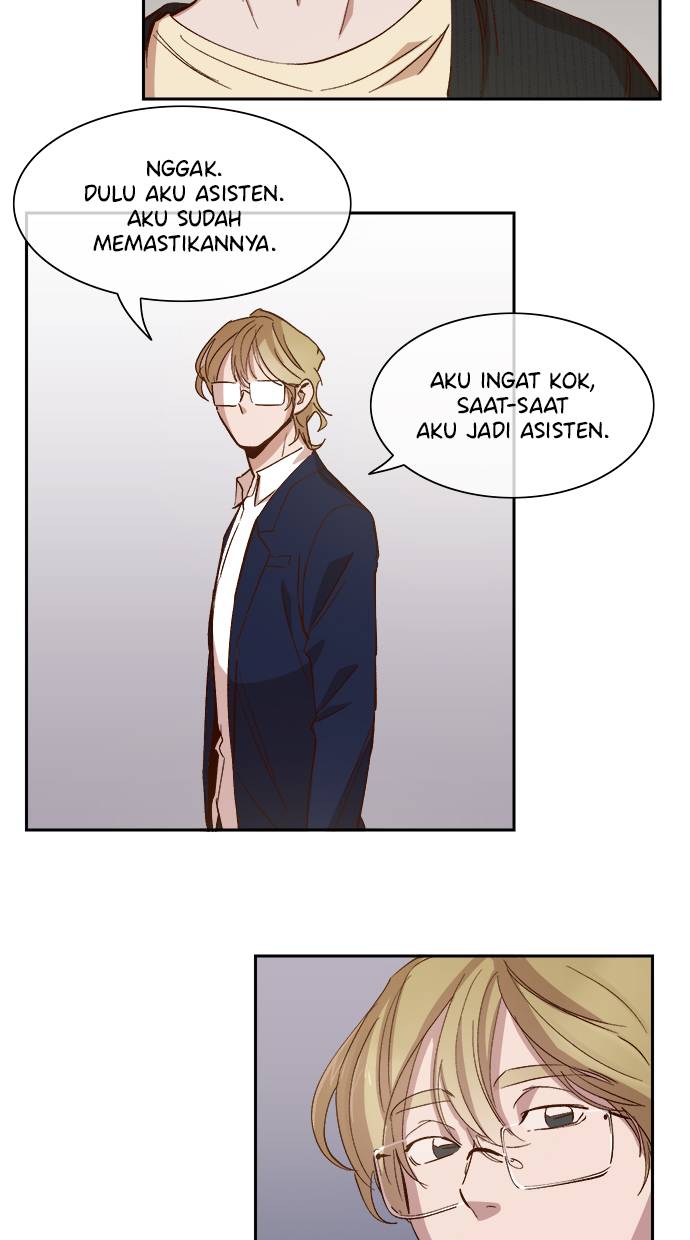 NGGAK.
DULU AKU ASISTEN.
AKU SUDAH
MEMASTIKANNYA.
AKU INGAT KOK,
SAAT-SAAT
AKU JADI ASISTEN.